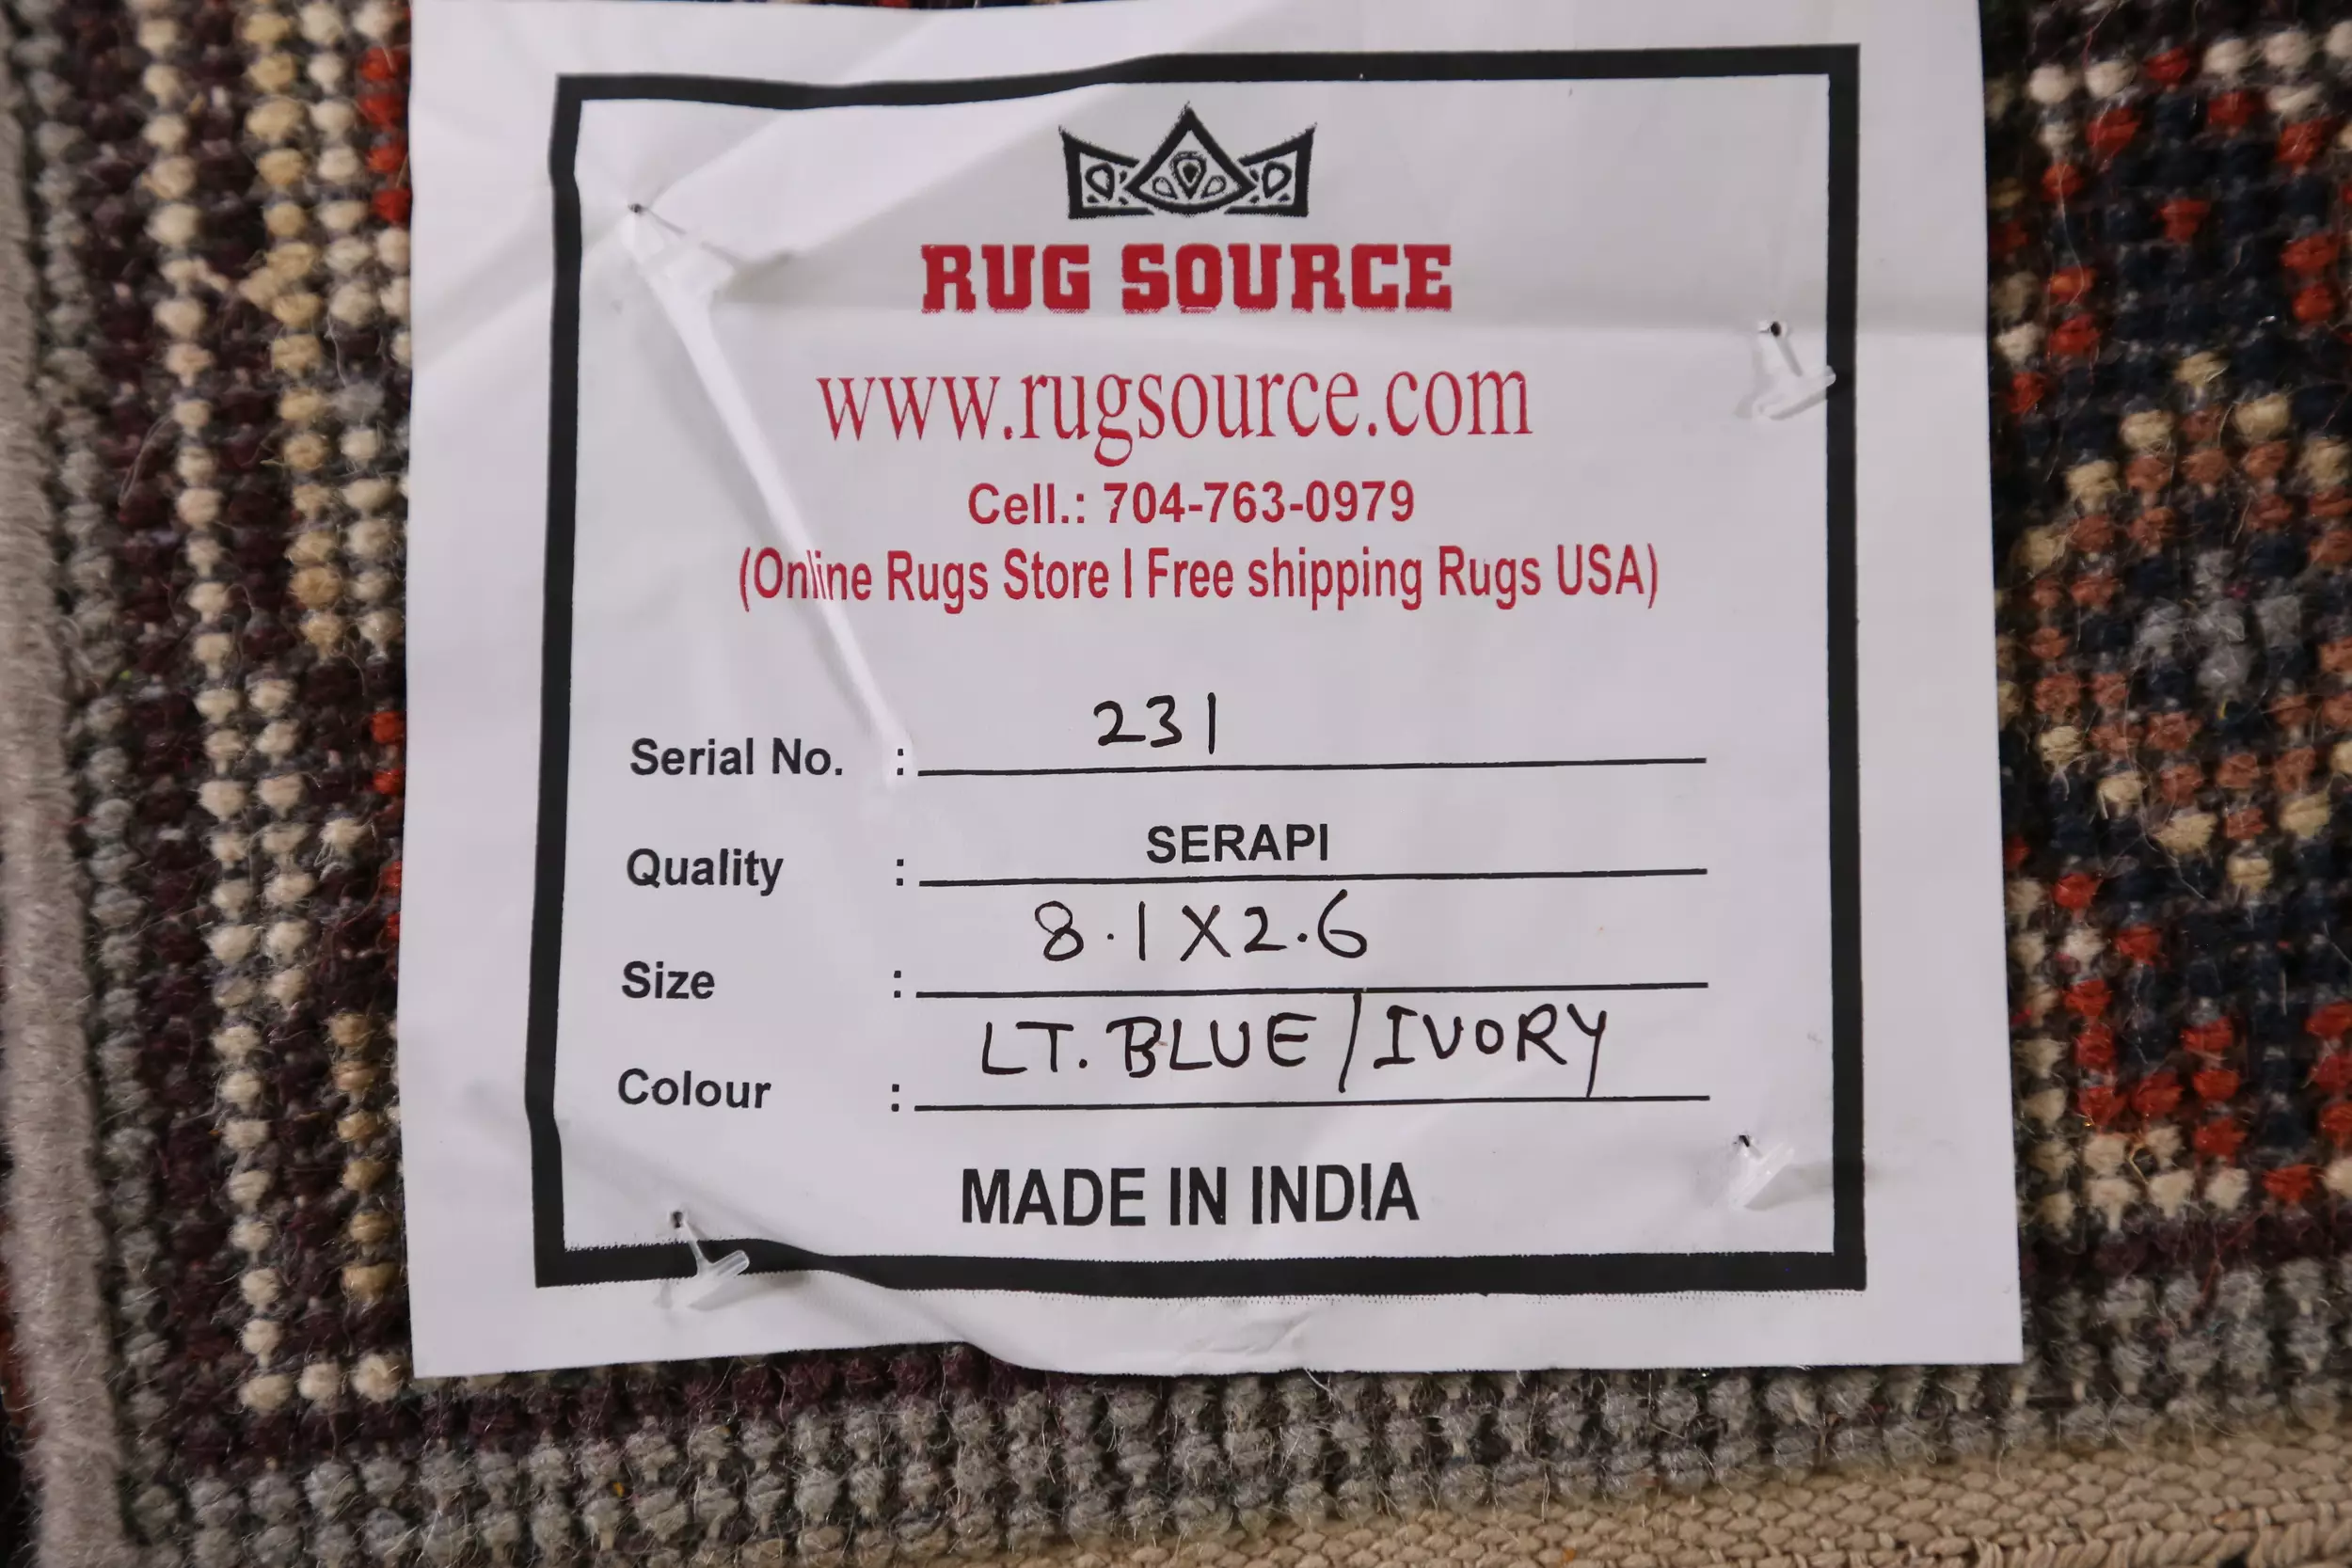 RUG SOURCE
www.rugsource.com
Cell.: 704-763-0979
(Online Rugs Store | Free shipping Rugs USA)
Serial No. : 231
Quality : SERAPI
Size : 8.1X2.6
Colour : LT. BLUE/IVORY
MADE IN INDIA